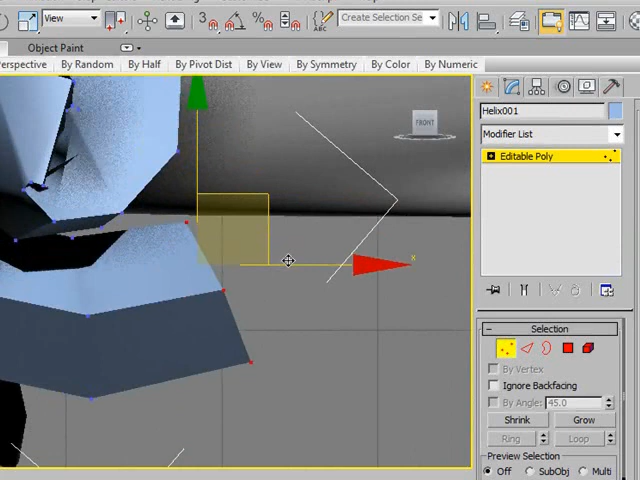 View
3
Create Selection Se
Object Paint
Perspective By Random By Half By Pivot Dist By View By Symmetry By Color By Numeric
FRONT
x
Helix001
Modifier List
Editable Poly
Selection
By Vertex
Ignore Backfacing
By Angle: 45.0
Shrink Grow
Ring Loop
Preview Selection
Off SubObj Multi